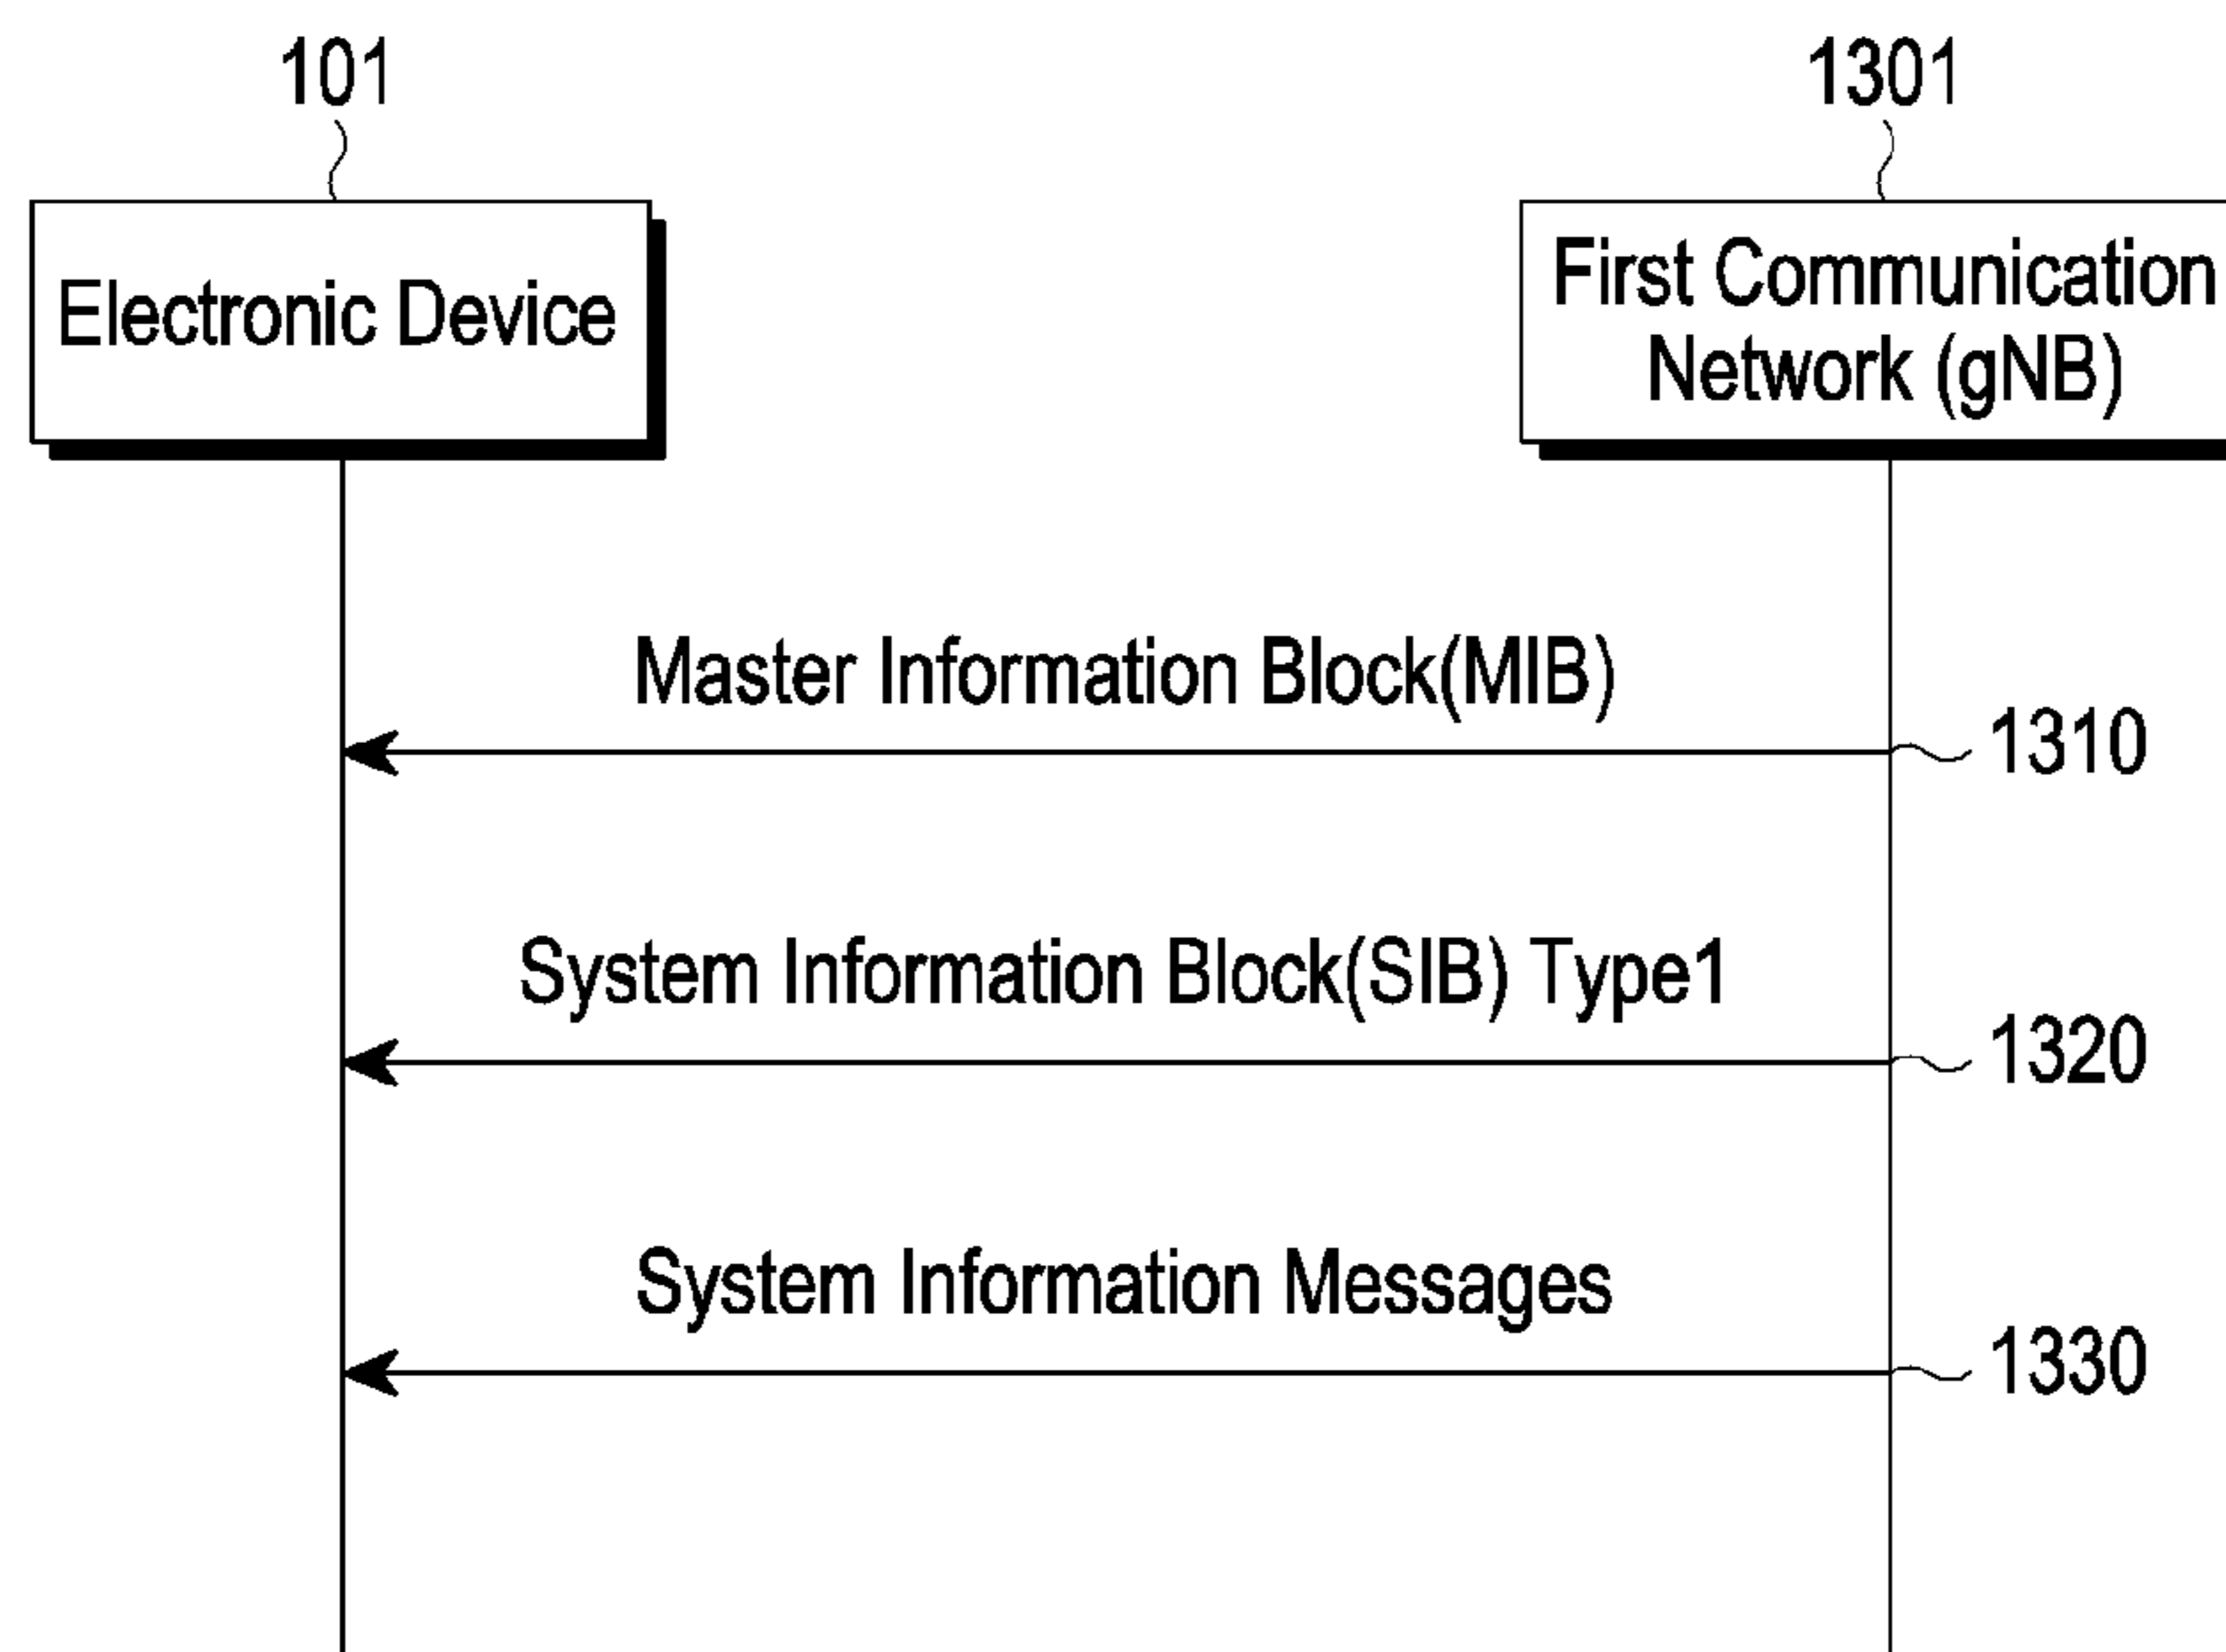 101
1301
Electronic Device
First Communication
Network (gNB)
Master Information Block(MIB)
1310
System Information Block(SIB) Type1
1320
System Information Messages
1330